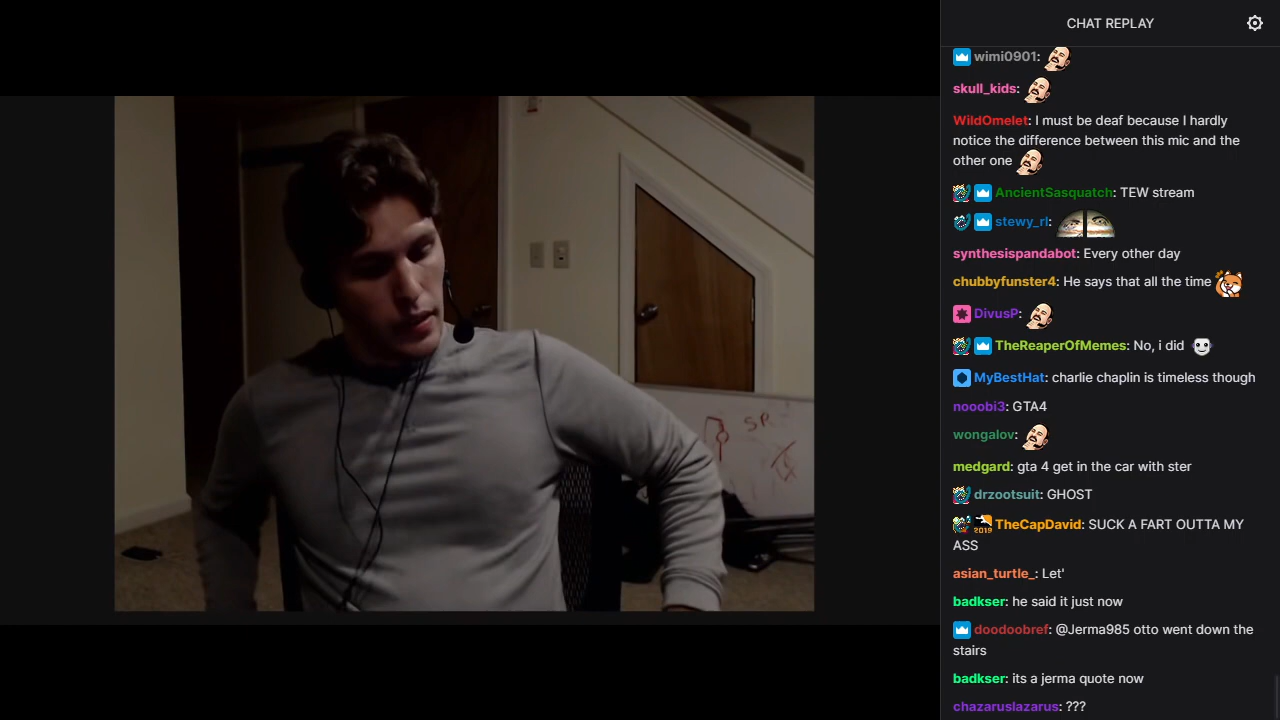 CHAT REPLAY
wimi0901:
skull_kids:
WildOmelet: I must be deaf because I hardly
notice the difference between this mic and the
other one
AncientSasquatch: TEW stream
stewy_rl:
synthesispandabot: Every other day
chubbyfunster4: He says that all the time
DivusP:
TheReaperOfMemes: No, i did
MyBestHat: charlie chaplin is timeless though
nooobi3: GTA4
wongalov:
medgard: gta 4 get in the car with ster
drzootsuit: GHOST
2019 TheCapDavid: SUCK A FART OUTTA MY
ASS
asian_turtle_: Let'
badkser: he said it just now
doodoobref: @Jerma985 otto went down the
stairs
badkser: its a jerma quote now
chazaruslazarus: ???
SP